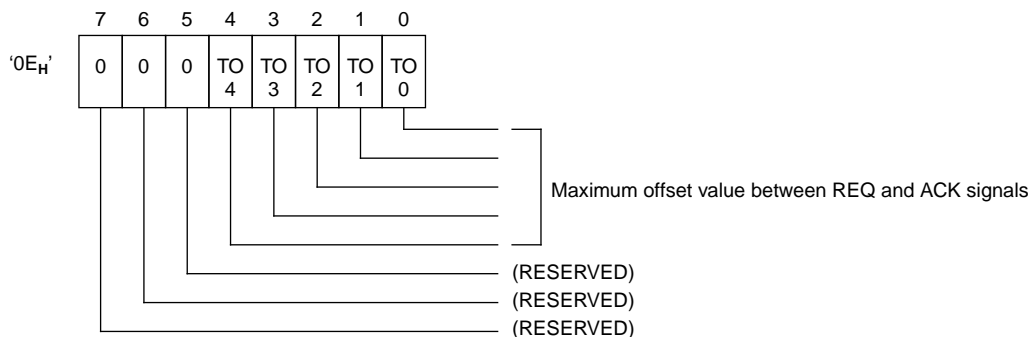 7 6 5 4 3 2 1 0
‘0EH’ 0 0 0 TO 4 TO 3 TO 2 TO 1 TO 0
Maximum offset value between REQ and ACK signals
(RESERVED)
(RESERVED)
(RESERVED)